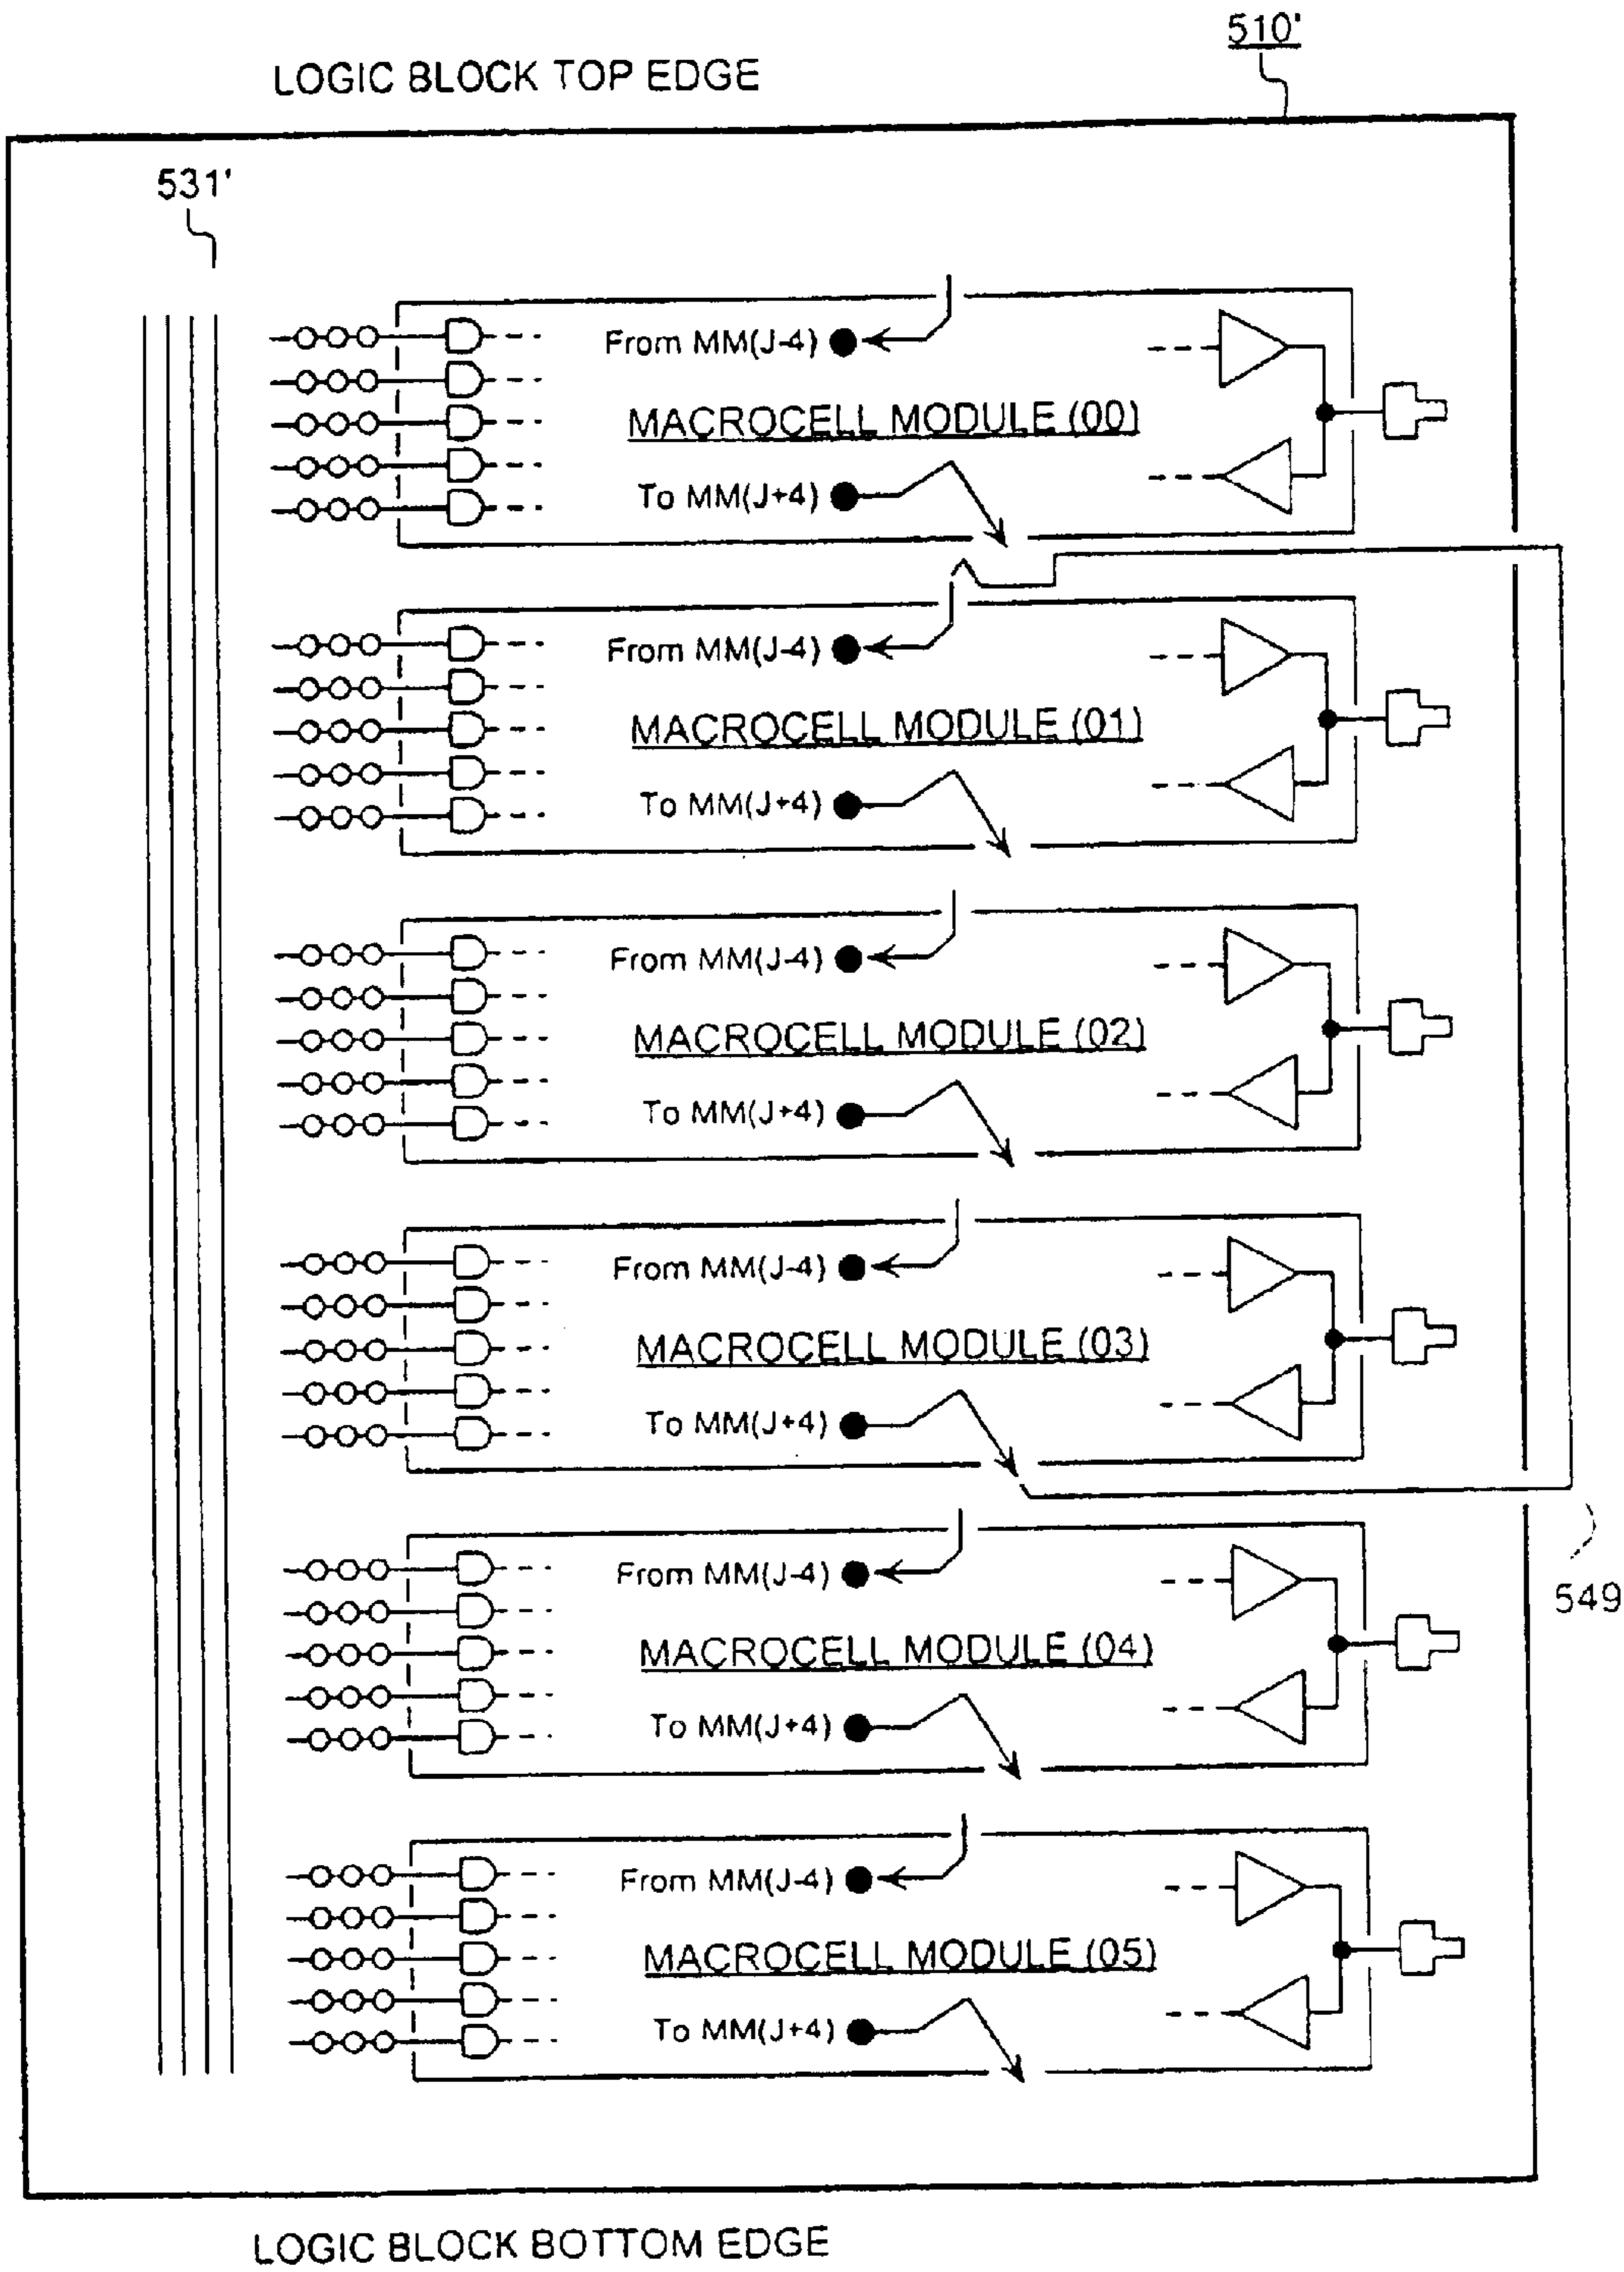 510'
LOGIC BLOCK TOP EDGE
531'
From MM(J-4)
MACROCELL MODULE (00)
To MM(J+4)
From MM(J-4)
MACROCELL MODULE (01)
To MM(J+4)
From MM(J-4)
MACROCELL MODULE (02)
To MM(J+4)
From MM(J-4)
MACROCELL MODULE (03)
To MM(J+4)
From MM(J-4)
549
MACROCELL MODULE (04)
To MM(J+4)
From MM(J-4)
MACROCELL MODULE (05)
To MM(J+4)
LOGIC BLOCK BOTTOM EDGE